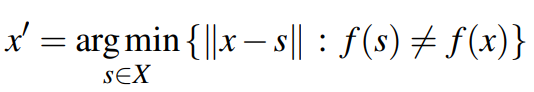 x′ = arg min {‖x − s‖ : f(s) ≠ f(x)}
s∈X